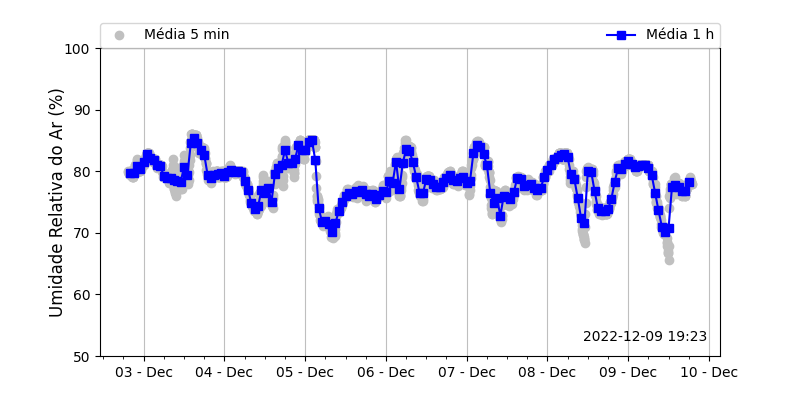 Média 5 min
Média 1 h
Umidade Relativa do Ar (%)
100
90
80
70
60
50
2022-12-09 19:23
03 - Dec
04 - Dec
05 - Dec
06 - Dec
07 - Dec
08 - Dec
09 - Dec
10 - Dec